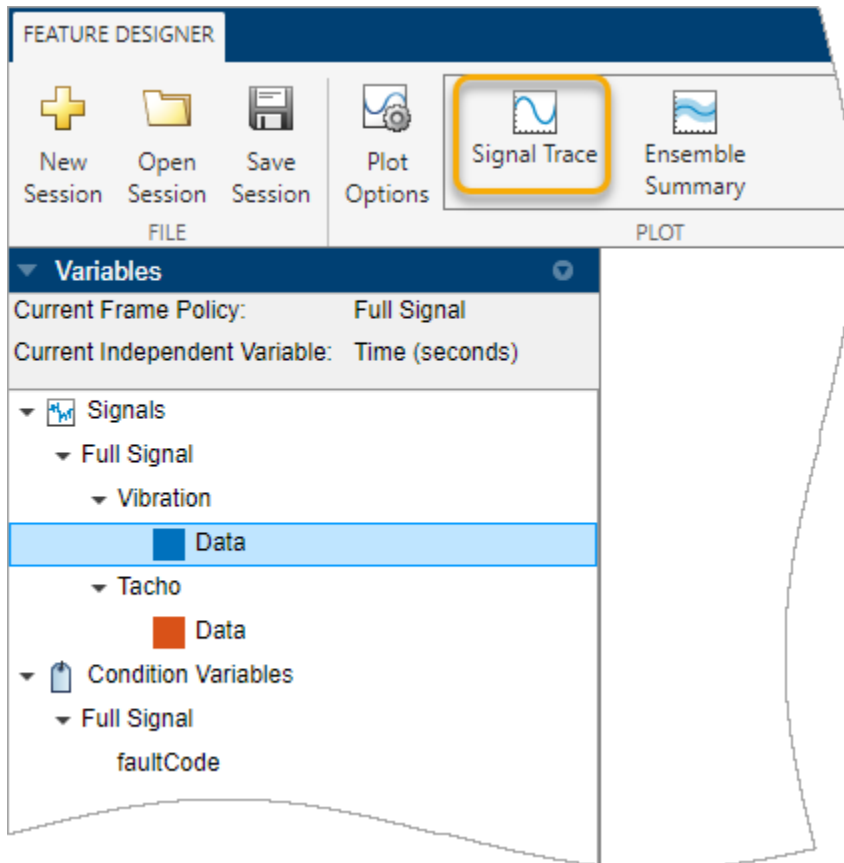 FEATURE DESIGNER
New Session
Open Session
Save Session
Plot Options
Signal Trace
Ensemble Summary
FILE
PLOT
Variables
Current Frame Policy: Full Signal
Current Independent Variable: Time (seconds)
Signals
Full Signal
Vibration
Data
Tacho
Data
Condition Variables
Full Signal
faultCode